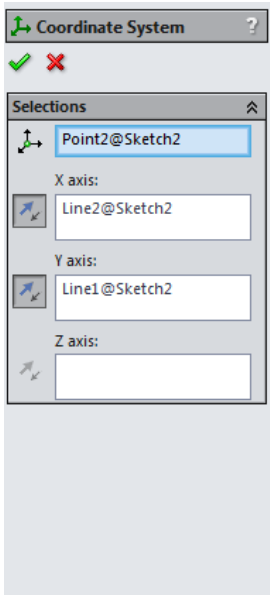 Coordinate System ?
Selections
Point2@Sketch2
X axis:
Line2@Sketch2
Y axis:
Line1@Sketch2
Z axis: